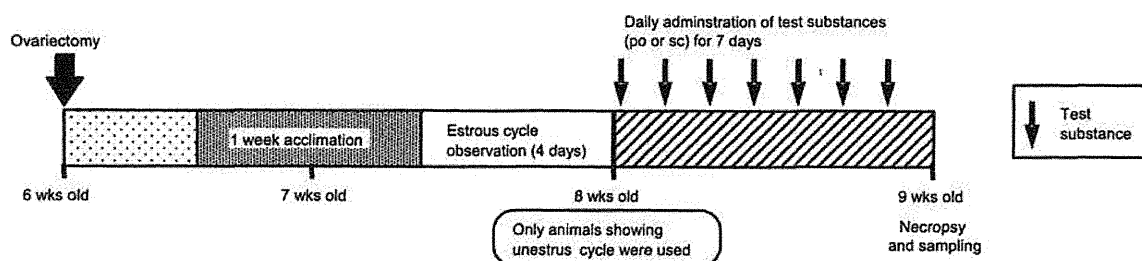 Daily adminstration of test substances
(po or sc) for 7 days
Ovariectomy
1 week acclimation
Estrous cycle
observation (4 days)
Test
substance
6 wks old
7 wks old
8 wks old
9 wks old
Only animals showing
unestrus cycle were used
Necropsy
and sampling